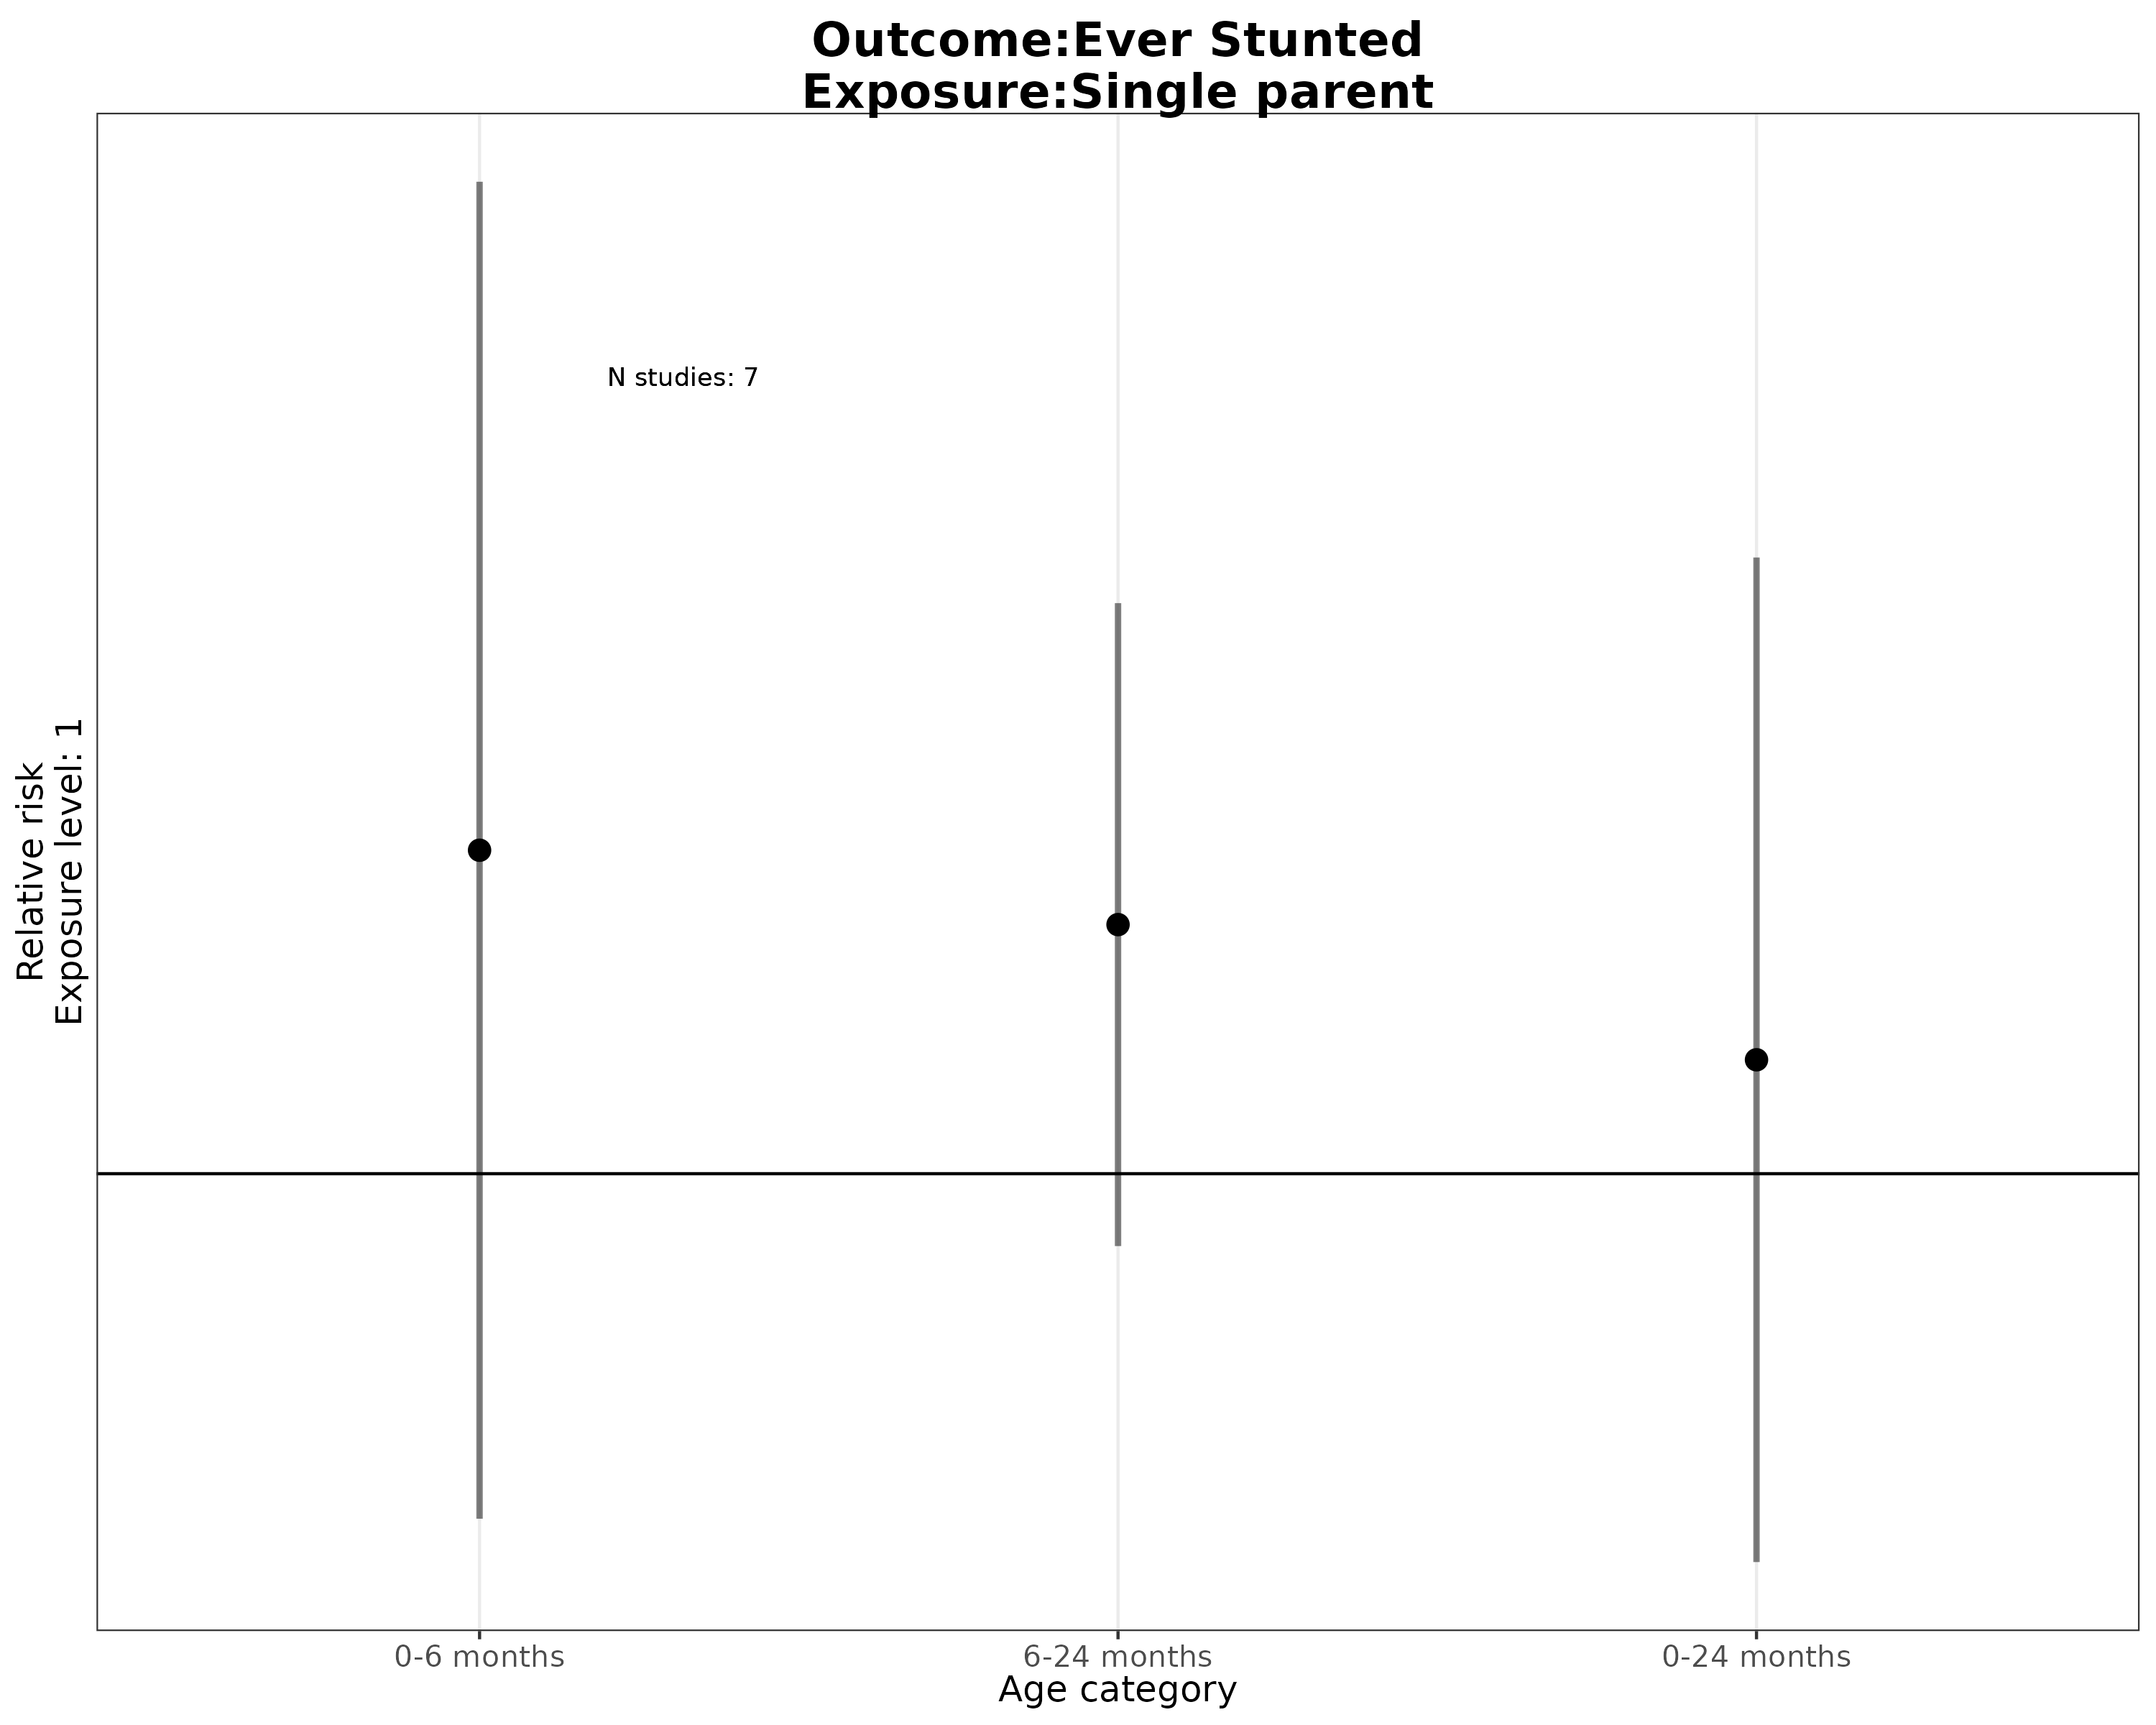 Outcome:Ever Stunted
Exposure:Single parent
N studies: 7
Relative risk
Exposure level: 1
0-6 months
6-24 months
0-24 months
Age category